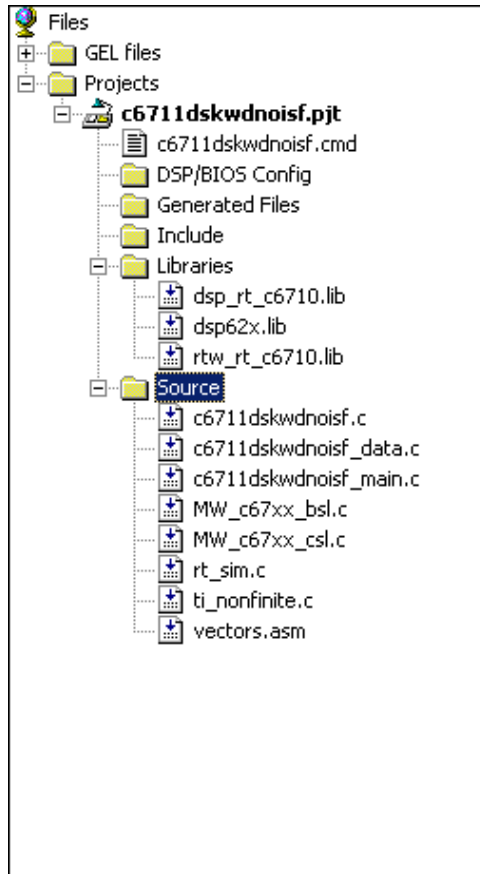 Files
GEL files
Projects
c6711dskwdnoisf.pjt
c6711dskwdnoisf.cmd
DSP/BIOS Config
Generated Files
Include
Libraries
dsp_rt_c6710.lib
dsp62x.lib
rtw_rt_c6710.lib
Source
c6711dskwdnoisf.c
c6711dskwdnoisf_data.c
c6711dskwdnoisf_main.c
MW_c67xx_bsl.c
MW_c67xx_csl.c
rt_sim.c
ti_nonfinite.c
vectors.asm